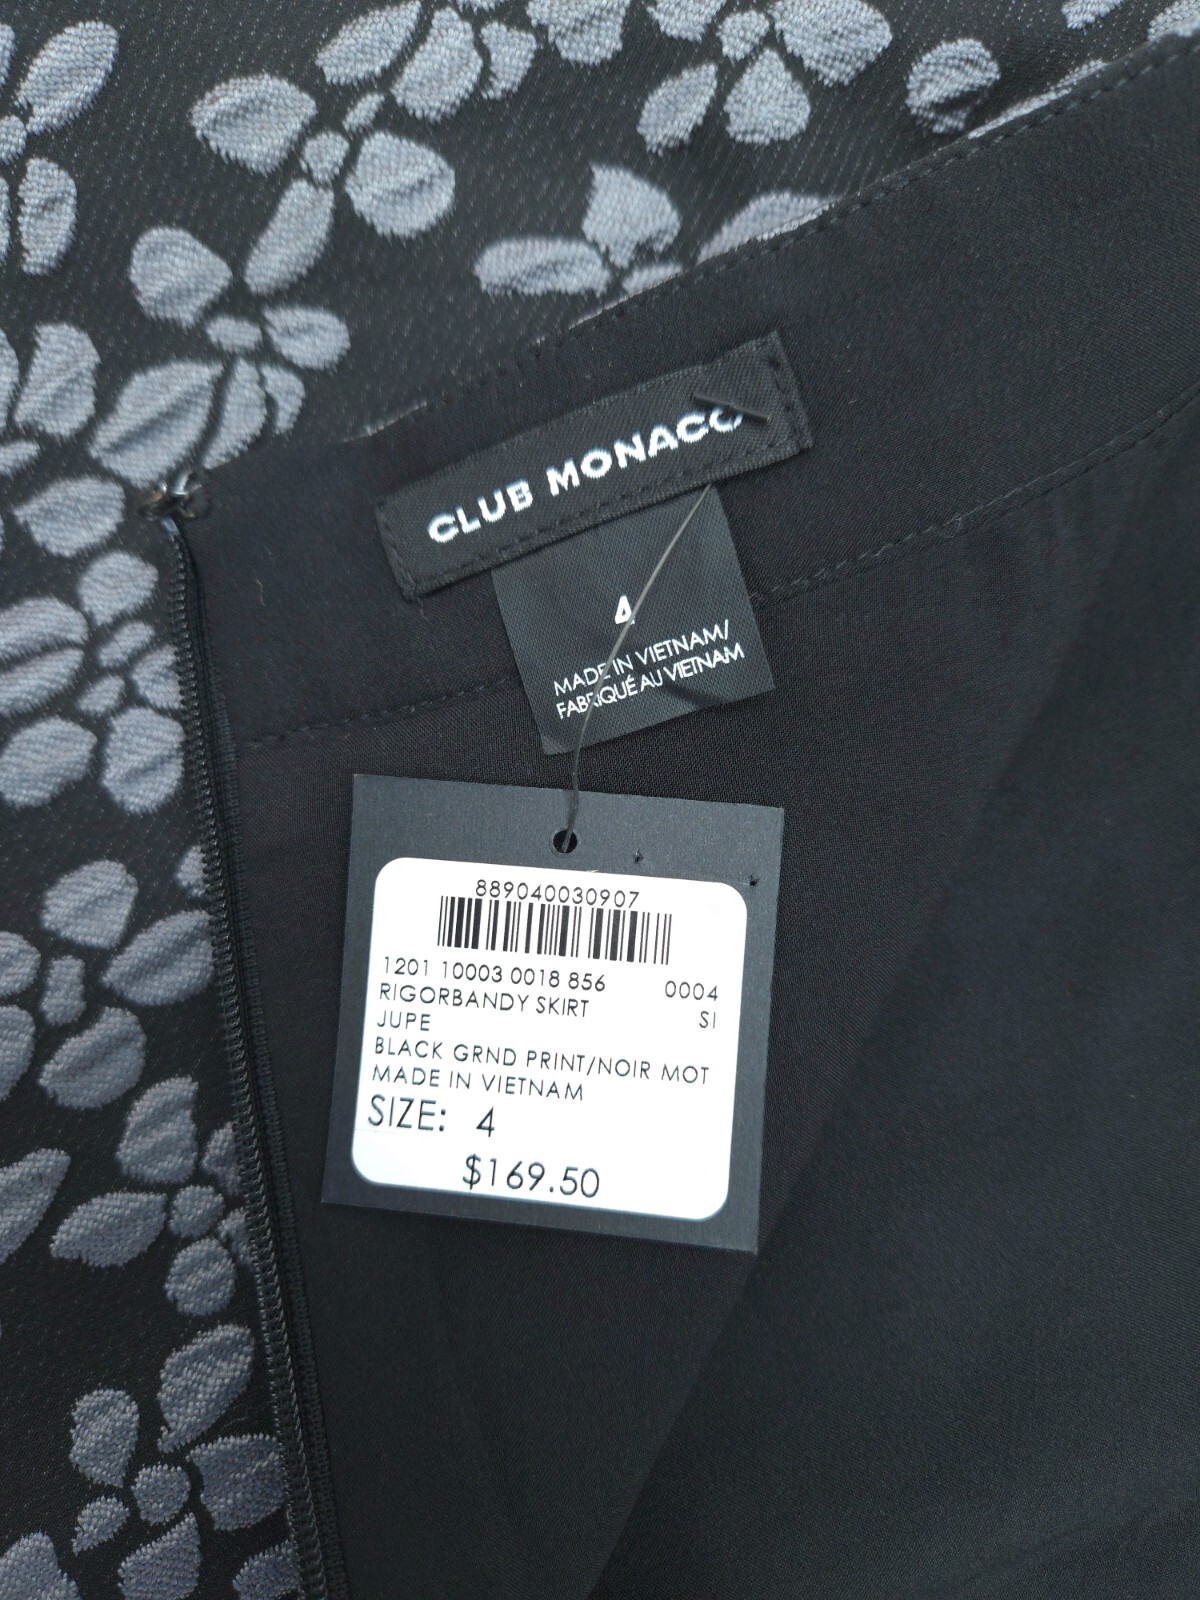 CLUB MONACO
4
MADE IN VIETNAM/
FABRIQUÉ AU VIETNAM
889040030907
1201 10003 0018 856 0004
RIGORBANDY SKIRT SI
JUPE
BLACK GRND PRINT/NOIR MOT
MADE IN VIETNAM
SIZE: 4
$169.50